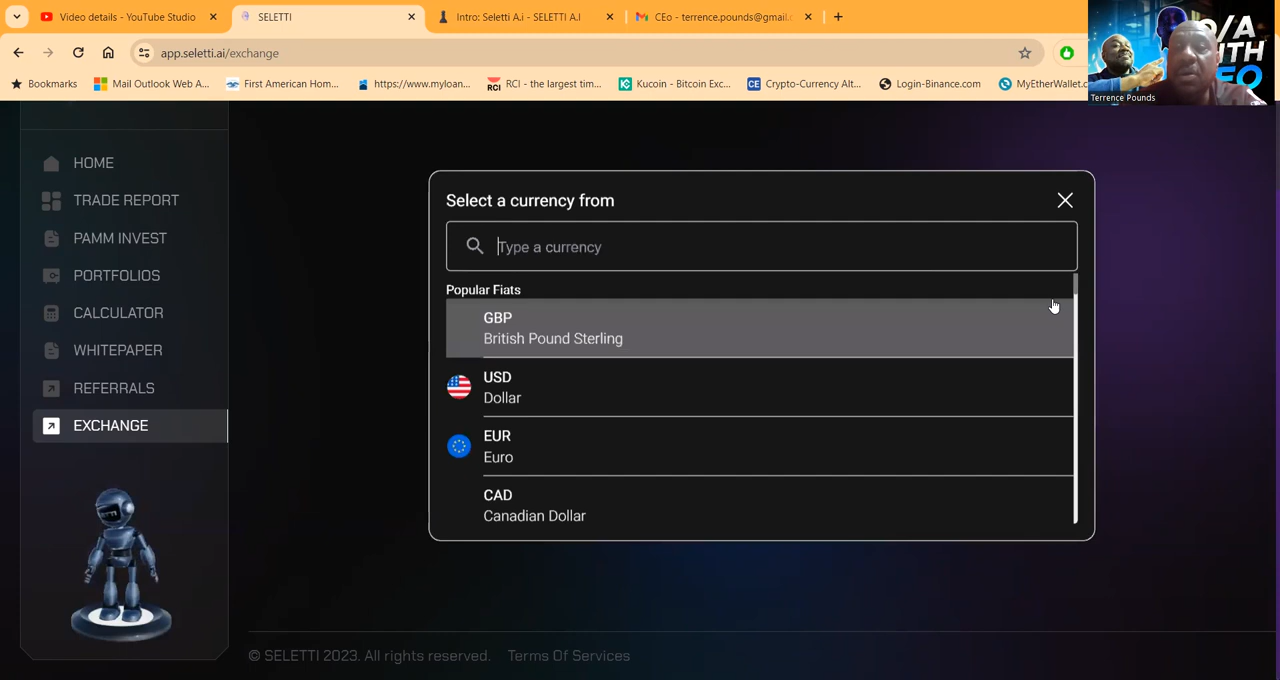 Video details - YouTube Studio
SELETTI
Intro: Seletti A.i - SELETTI A.I
CEo - terrence.pounds@gmail.c
app.seletti.ai/exchange
Bookmarks
Mail Outlook Web A...
First American Hom...
https://www.myloan...
RCI - the largest tim...
Kucoin - Bitcoin Exc...
Crypto-Currency Alt...
Login-Binance.com
MyEtherWallet.c
Terrence Pounds
HOME
TRADE REPORT
PAMM INVEST
PORTFOLIOS
CALCULATOR
WHITEPAPER
REFERRALS
EXCHANGE
Select a currency from
Type a currency
Popular Fiats
GBP
British Pound Sterling
USD
Dollar
EUR
Euro
CAD
Canadian Dollar
© SELETTI 2023. All rights reserved. Terms Of Services